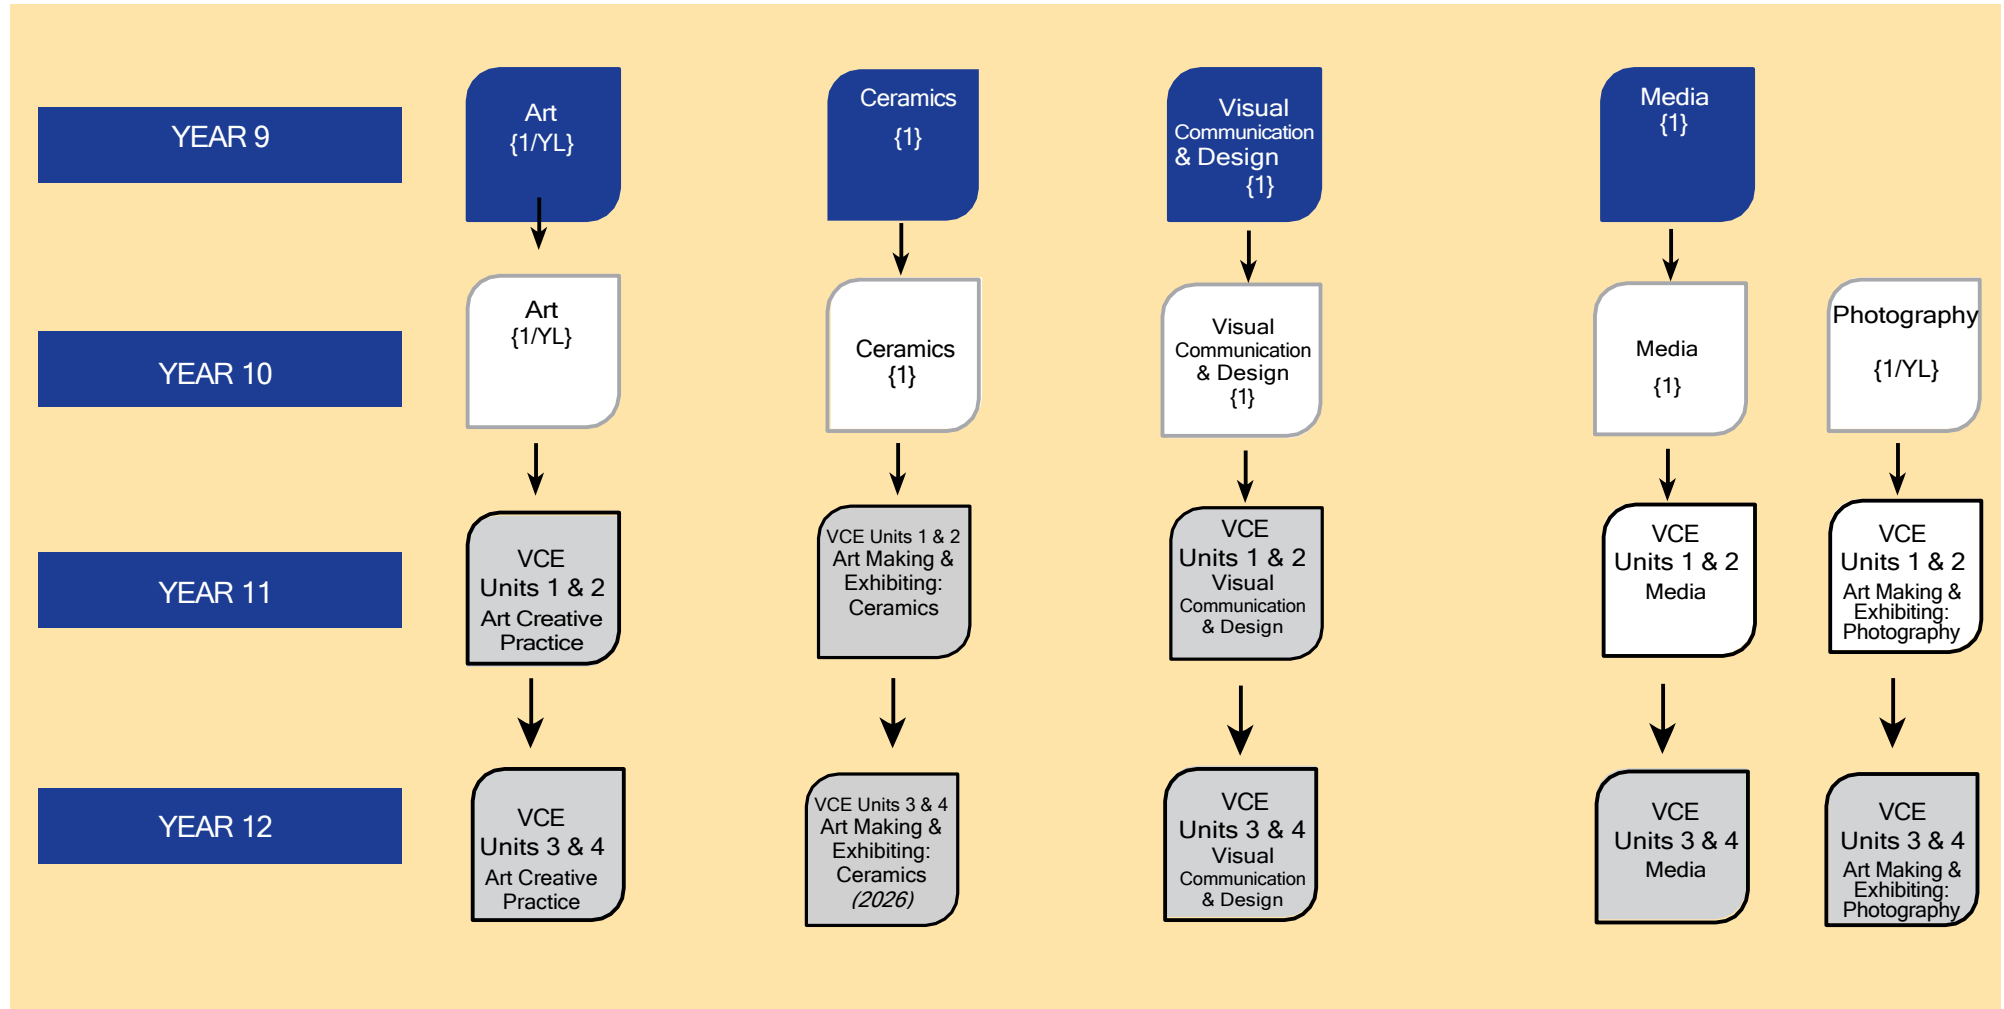 YEAR 9
Art
{1/YL}
Ceramics
{1}
Visual
Communication
& Design
{1}
Media
{1}
YEAR 10
Art
{1/YL}
Ceramics
{1}
Visual
Communication
& Design
{1}
Media
{1}
Photography
{1/YL}
YEAR 11
VCE
Units 1 & 2
Art Creative
Practice
VCE Units 1 & 2
Art Making &
Exhibiting:
Ceramics
VCE
Units 1 & 2
Visual
Communication
& Design
VCE
Units 1 & 2
Media
VCE
Units 1 & 2
Art Making &
Exhibiting:
Photography
YEAR 12
VCE
Units 3 & 4
Art Creative
Practice
VCE Units 3 & 4
Art Making &
Exhibiting:
Ceramics
(2026)
VCE
Units 3 & 4
Visual
Communication
& Design
VCE
Units 3 & 4
Media
VCE
Units 3 & 4
Art Making &
Exhibiting:
Photography